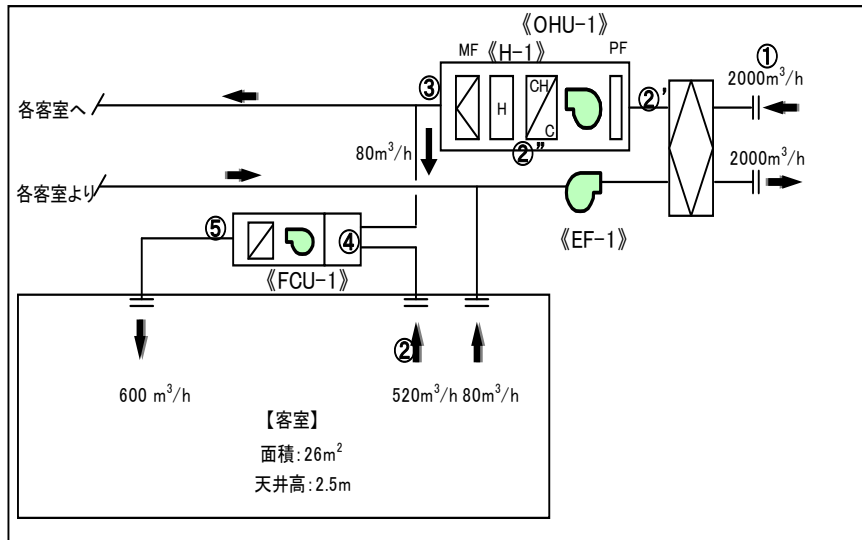 《OHU-1》
MF 《H-1》 PF
①
2000m³/h
③
H
CH
C
②'
②"
各客室へ
80m³/h
2000m³/h
各客室より
⑤
④
《EF-1》
《FCU-1》
②
600 m³/h
520m³/h 80m³/h
【客室】
面積:26m²
天井高:2.5m